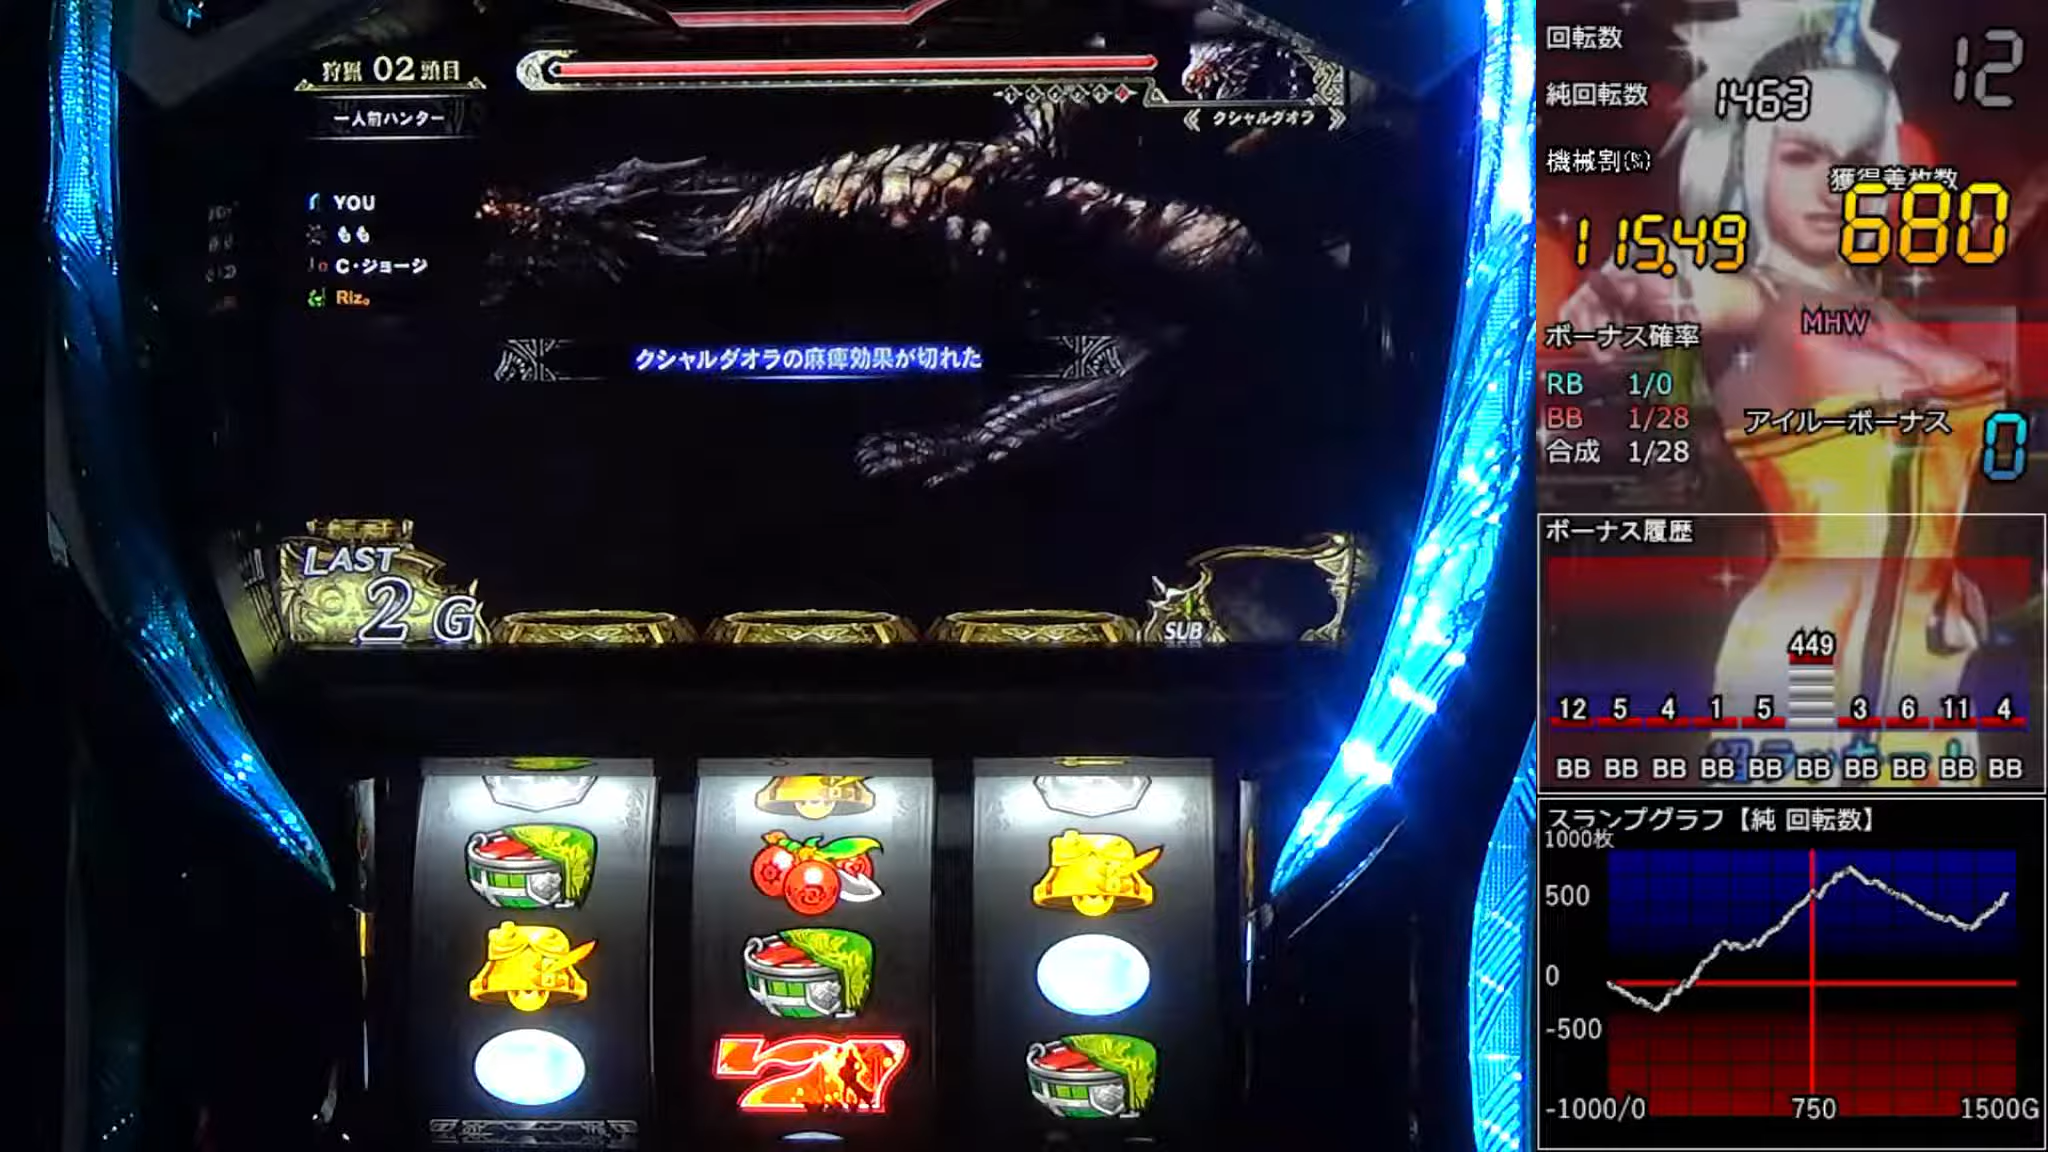 狩猟 02 頭目
一人前ハンター
クシャルダオラ
YOU
もも
C・ジョージ
Riz。
クシャルダオラの麻痺効果が切れた
LAST
2G
SUB
回転数 12
純回転数 1463
機械割(%)
115.49
獲得差枚数
680
MHW
ボーナス確率
RB 1/0
BB 1/28
合成 1/28
アイルーボーナス
0
ボーナス履歴
449
12 5 4 1 5 3 6 11 4
BB BB BB BB BB BB BB BB BB BB
スランプグラフ【純 回転数】
1000枚
500
0
-500
-1000/0 750 1500G